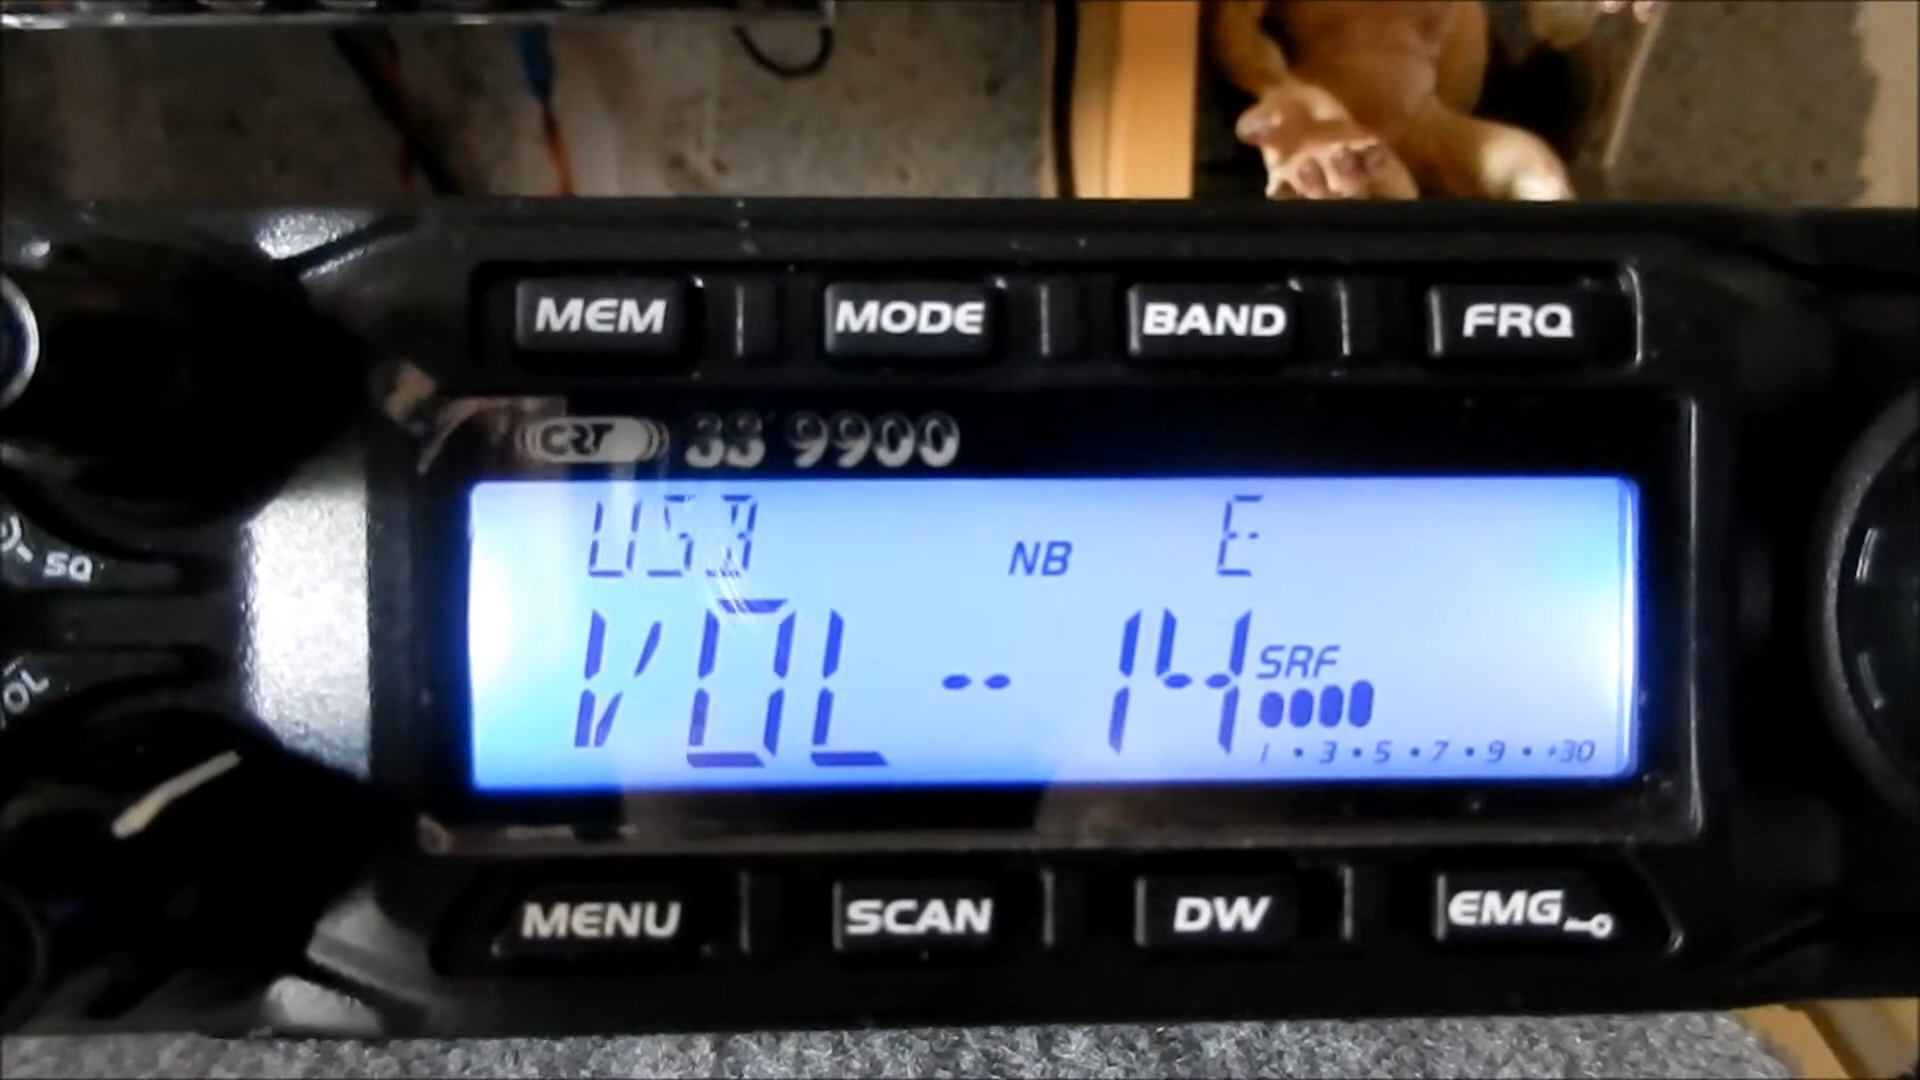 MEM MODE BAND FRQ
CRT SS 9900
USB NB E
SQ
VOL -- 14 SRF
1 • 3 • 5 • 7 • 9 • +30
MENU SCAN DW EMG